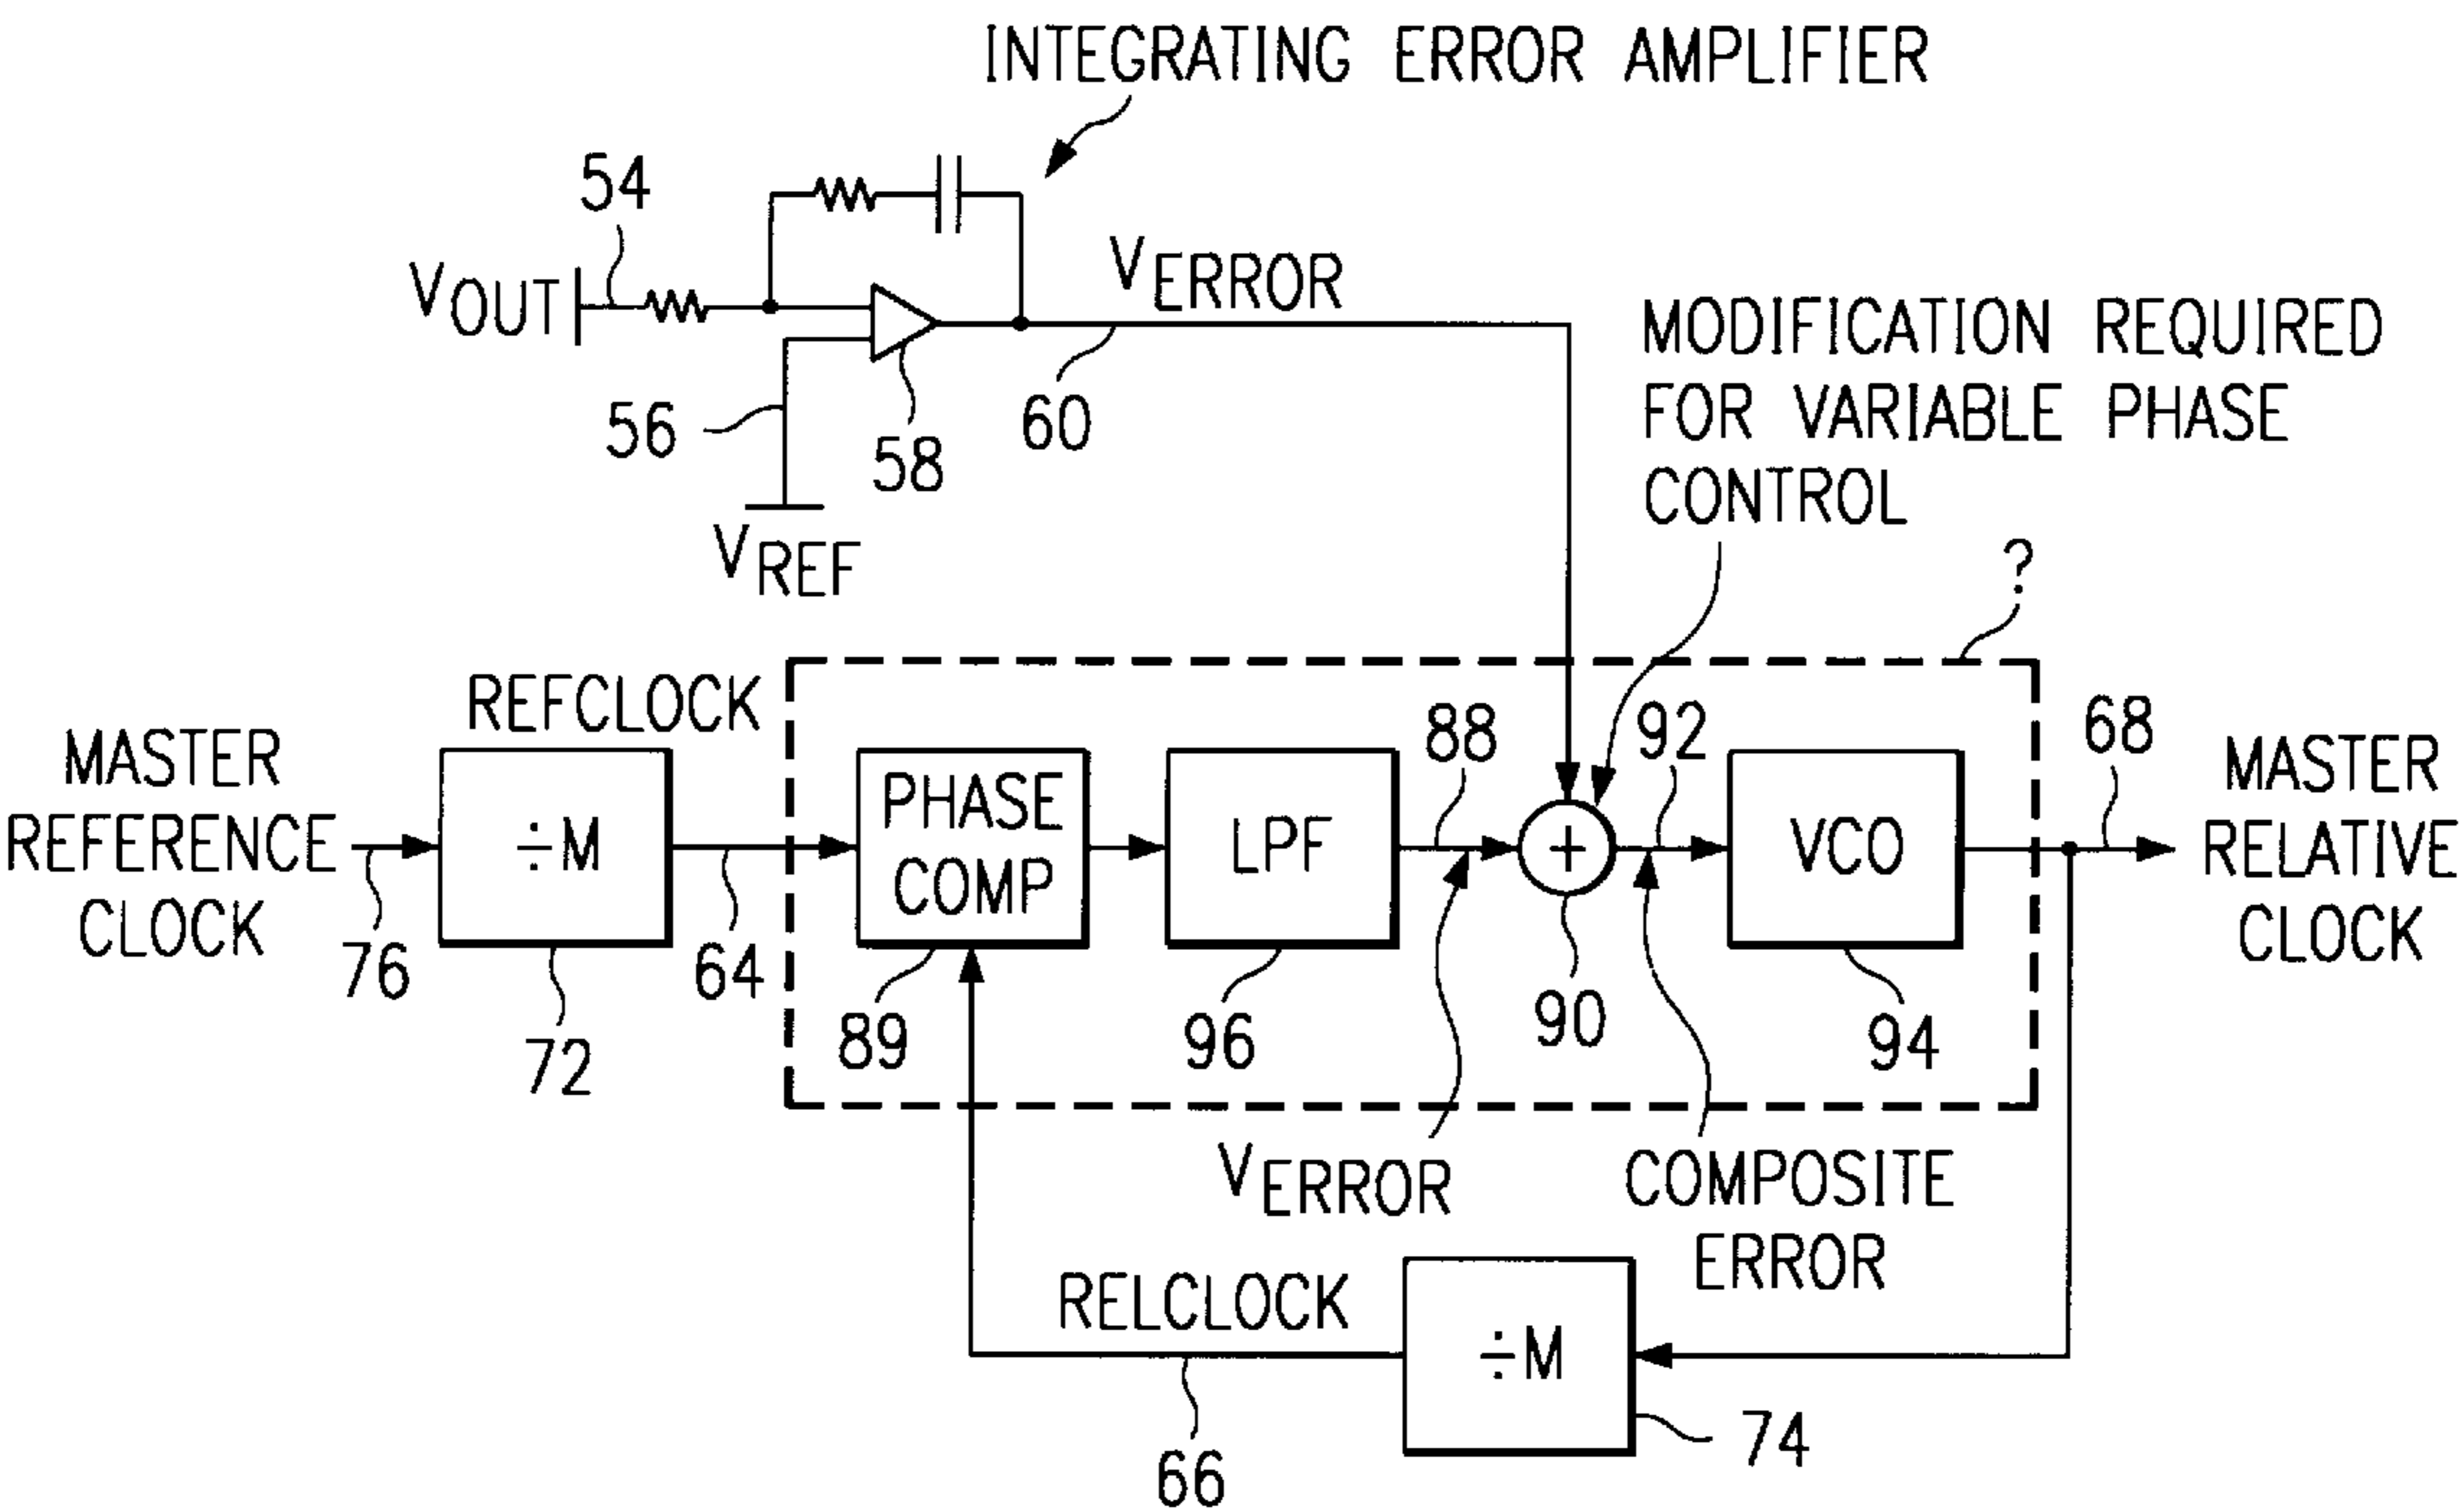 INTEGRATING ERROR AMPLIFIER
54
VOUT
VERROR
56
58
60
VREF
MODIFICATION REQUIRED
FOR VARIABLE PHASE
CONTROL
?
REFCLOCK
MASTER
REFERENCE
CLOCK
76
÷M
72
64
PHASE
COMP
89
LPF
96
88
+
90
92
VCO
94
68
MASTER
RELATIVE
CLOCK
VERROR
COMPOSITE
ERROR
RELCLOCK
66
÷M
74